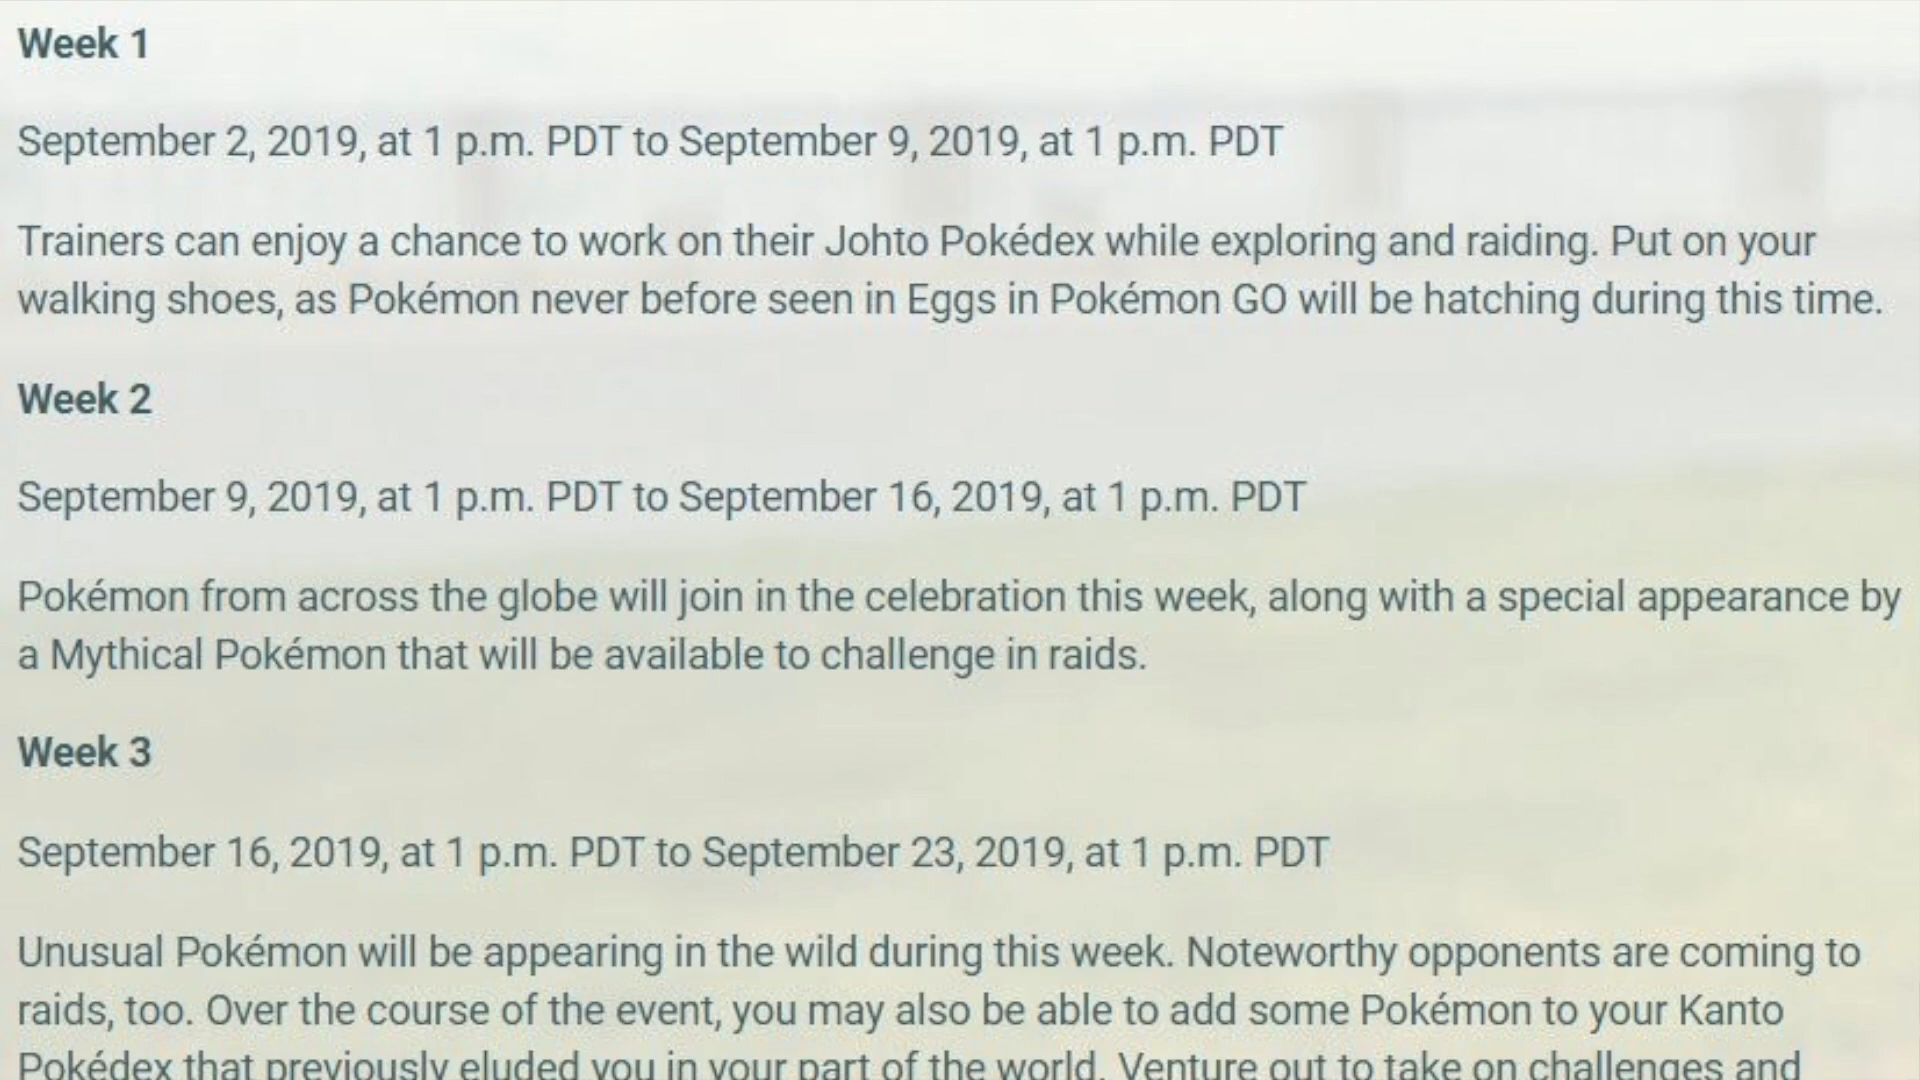 Week 1
September 2, 2019, at 1 p.m. PDT to September 9, 2019, at 1 p.m. PDT
Trainers can enjoy a chance to work on their Johto Pokédex while exploring and raiding. Put on your
walking shoes, as Pokémon never before seen in Eggs in Pokémon GO will be hatching during this time.
Week 2
September 9, 2019, at 1 p.m. PDT to September 16, 2019, at 1 p.m. PDT
Pokémon from across the globe will join in the celebration this week, along with a special appearance by
a Mythical Pokémon that will be available to challenge in raids.
Week 3
September 16, 2019, at 1 p.m. PDT to September 23, 2019, at 1 p.m. PDT
Unusual Pokémon will be appearing in the wild during this week. Noteworthy opponents are coming to
raids, too. Over the course of the event, you may also be able to add some Pokémon to your Kanto
Pokédex that previously eluded you in your part of the world. Venture out to take on challenges and